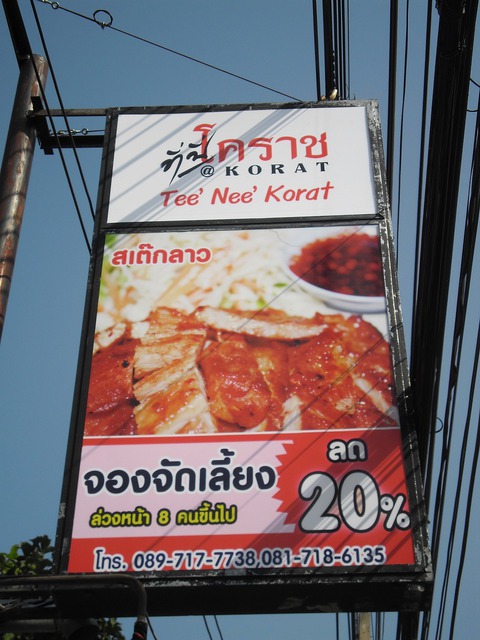 ที่นี่โคราช
@KORAT
Tee' Nee' Korat
สเต๊กลาว
จองจัดเลี้ยง
ล่วงหน้า 8 คนขึ้นไป
ลด
20%
โทร. 089-717-7738,081-718-6135